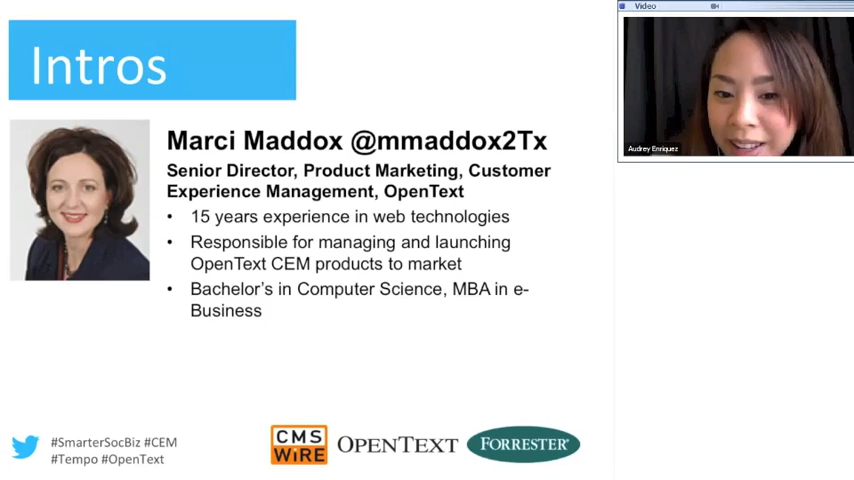 Intros
Marci Maddox @mmaddox2Tx
Senior Director, Product Marketing, Customer
Experience Management, OpenText
• 15 years experience in web technologies
• Responsible for managing and launching
OpenText CEM products to market
• Bachelor's in Computer Science, MBA in e-
Business
#SmarterSocBiz #CEM
#Tempo #OpenText
CMS
WiRE
OPENTEXT
FORRESTER®
Video
Audrey Enriquez